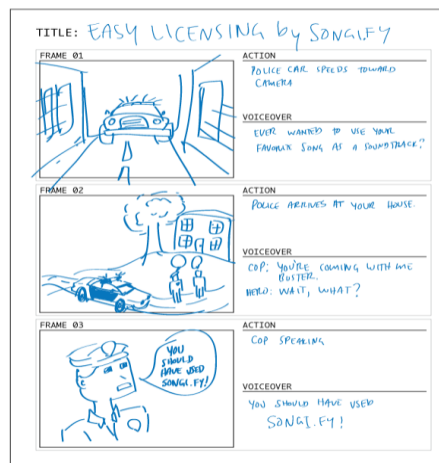 TITLE: EASY LICENSING by SONGI.FY
FRAME 01
ACTION
POLICE CAR SPEEDS TOWARD
CAMERA
VOICEOVER
EVER WANTED TO USE YOUR
FAVORITE SONG AS A SOUNDTRACK?
FRAME 02
ACTION
POLICE ARRIVES AT YOUR HOUSE.
VOICEOVER
COP: YOU'RE COMING WITH ME
BUSTER.
HERO: WAIT, WHAT?
FRAME 03
YOU
SHOULD
HAVE USED
SONGI.FY!
ACTION
COP SPEAKING
VOICEOVER
YOU SHOULD HAVE USED
SONGI.FY!